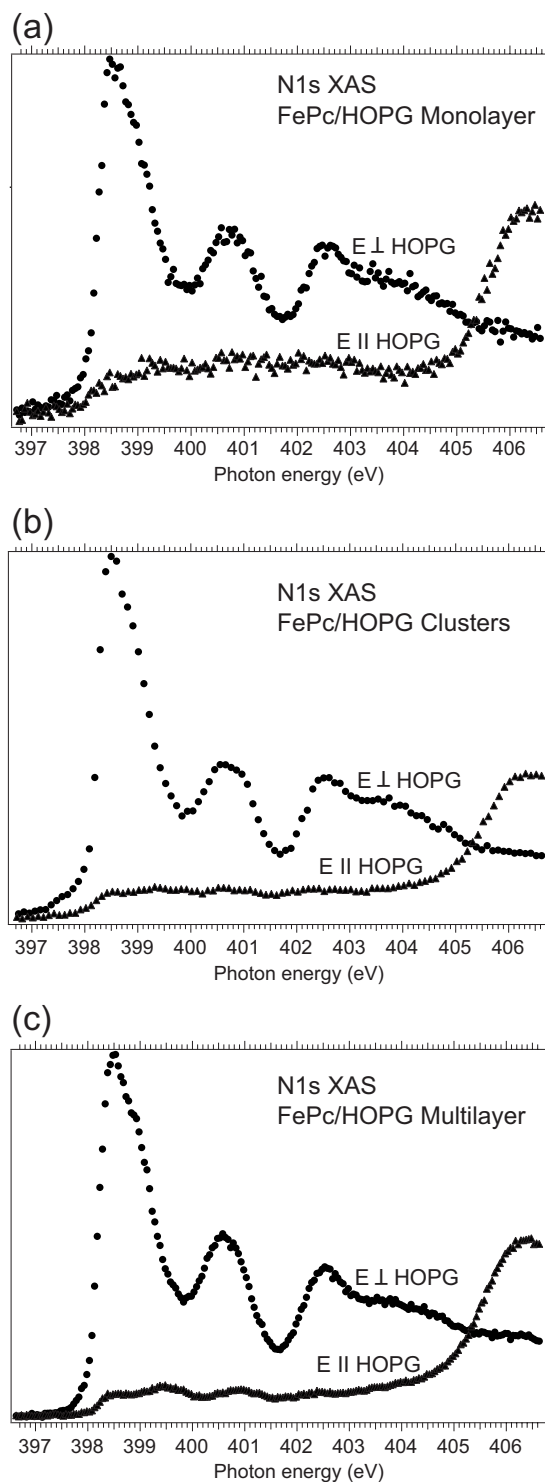 (a)
N1s XAS
FePc/HOPG Monolayer
E ⊥ HOPG
E II HOPG
397 398 399 400 401 402 403 404 405 406
Photon energy (eV)
(b)
N1s XAS
FePc/HOPG Clusters
E ⊥ HOPG
E II HOPG
397 398 399 400 401 402 403 404 405 406
Photon energy (eV)
(c)
N1s XAS
FePc/HOPG Multilayer
E ⊥ HOPG
E II HOPG
397 398 399 400 401 402 403 404 405 406
Photon energy (eV)